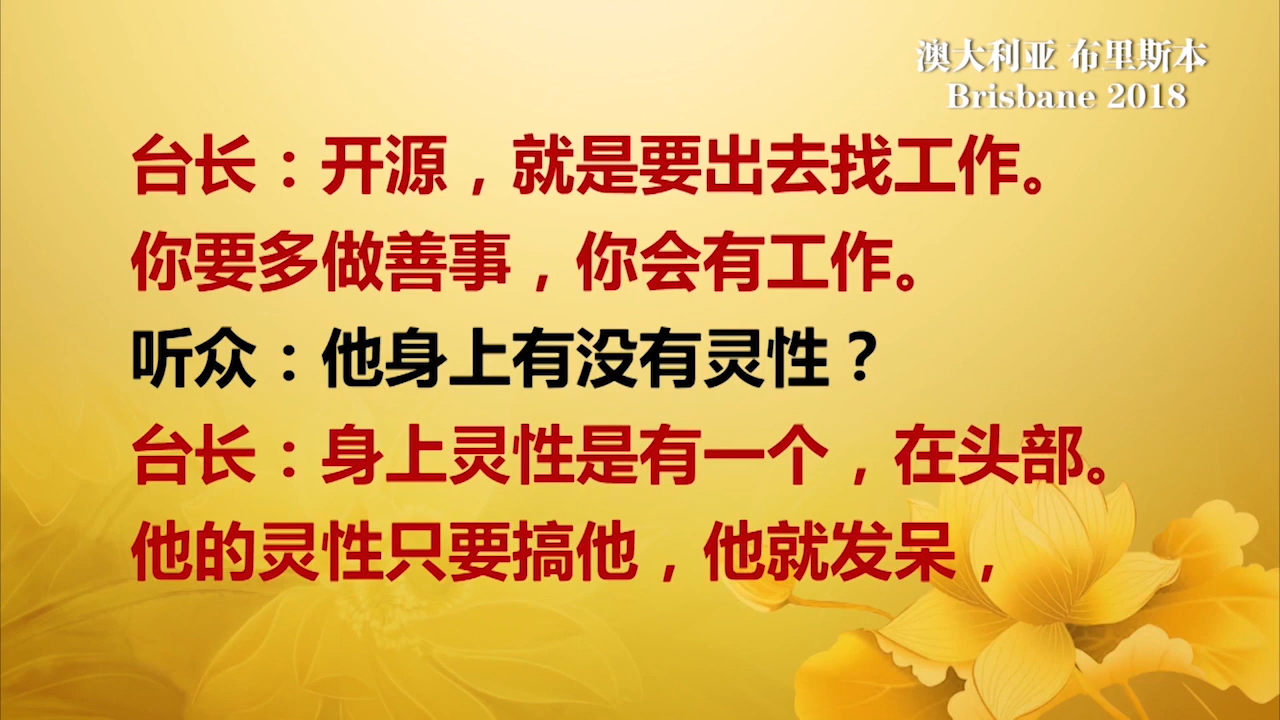 澳大利亚 布里斯本
Brisbane 2018
台长：开源，就是要出去找工作。
你要多做善事，你会有工作。
听众：他身上有没有灵性？
台长：身上灵性是有一个，在头部。
他的灵性只要搞他，他就发呆，